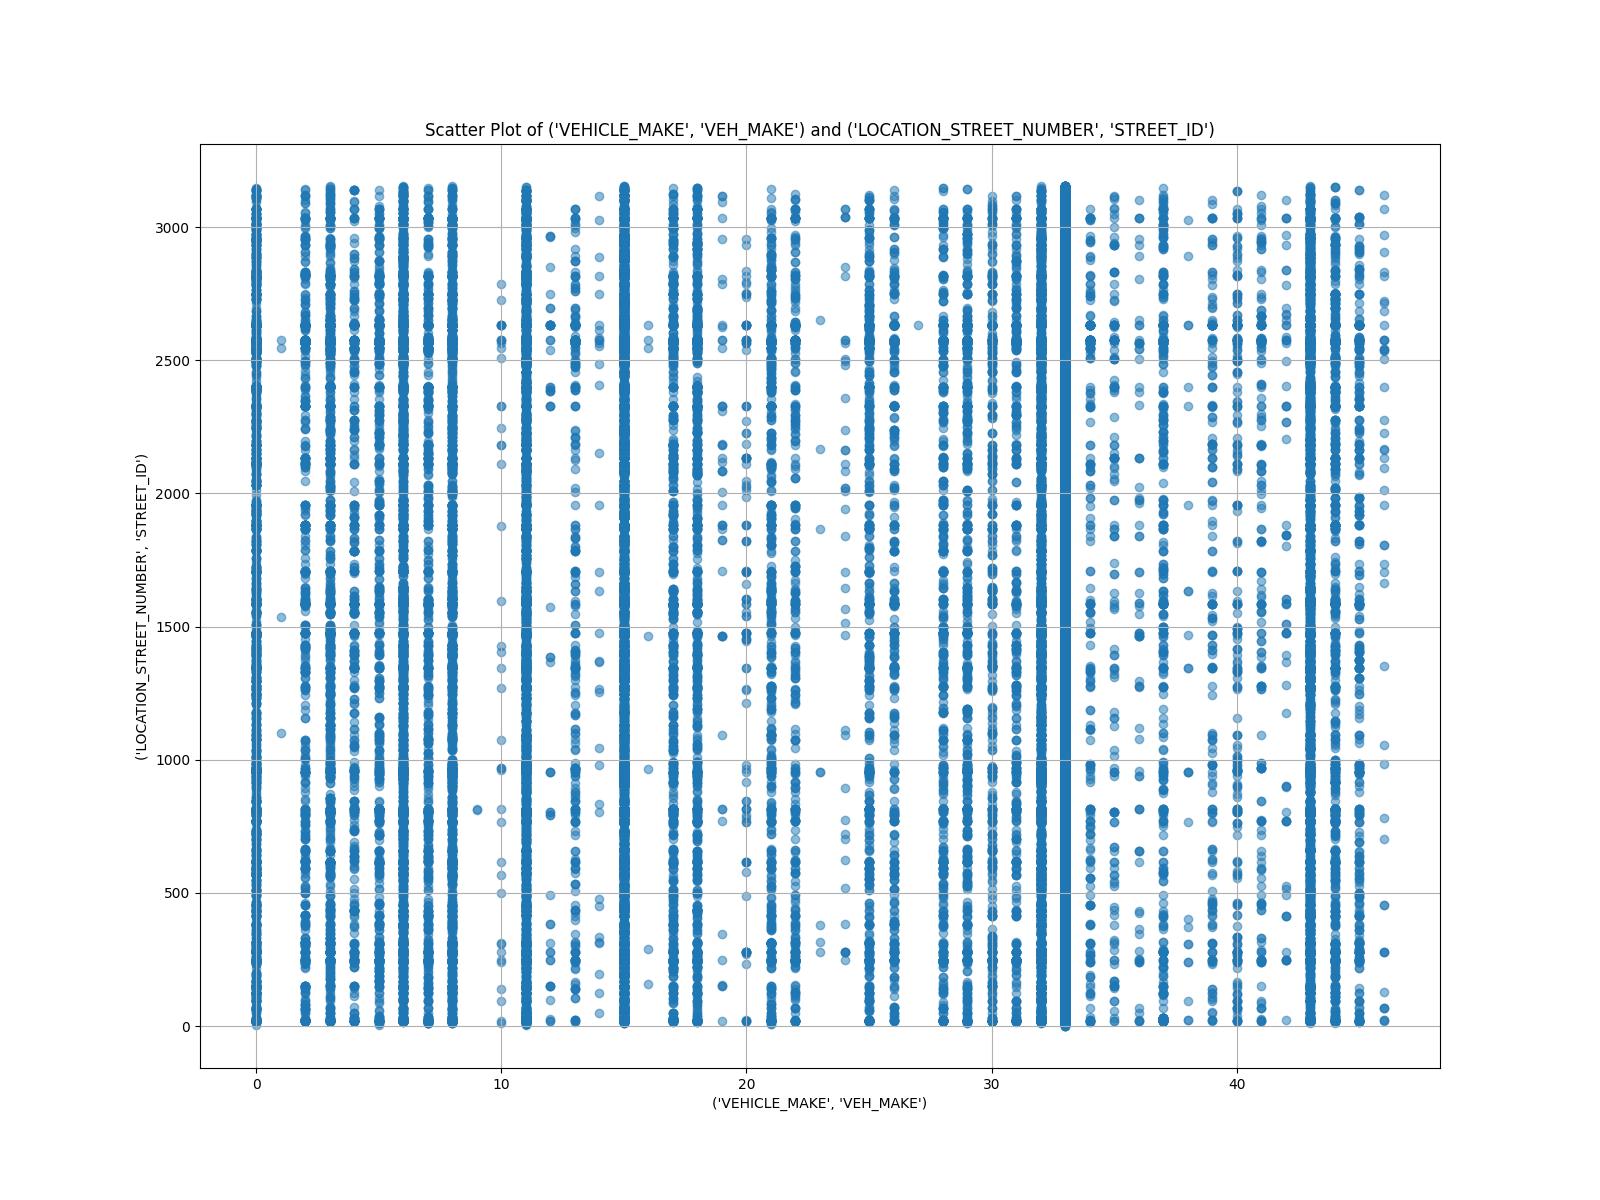 Scatter Plot of ('VEHICLE_MAKE', 'VEH_MAKE') and ('LOCATION_STREET_NUMBER', 'STREET_ID')
('LOCATION_STREET_NUMBER', 'STREET_ID')
3000
2500
2000
1500
1000
500
0
0 10 20 30 40
('VEHICLE_MAKE', 'VEH_MAKE')